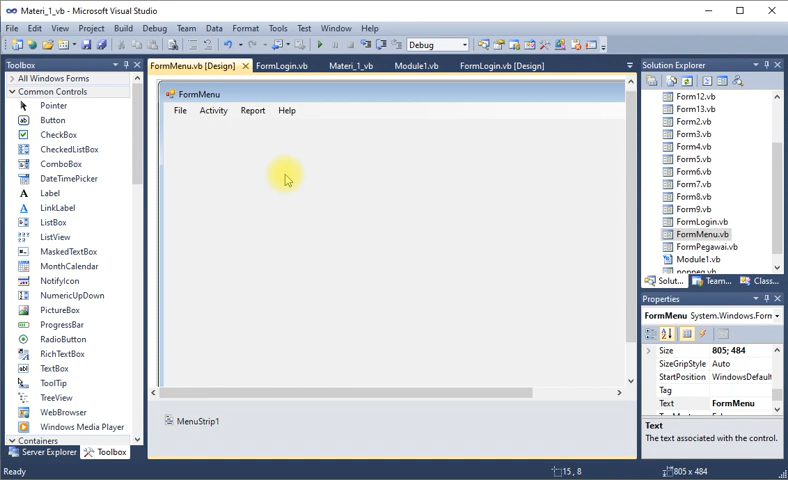 Materi_1_vb - Microsoft Visual Studio
File Edit View Project Build Debug Team Data Format Tools Test Window Help
Debug
Toolbox
All Windows Forms
Common Controls
Pointer
Button
CheckBox
CheckedListBox
ComboBox
DateTimePicker
Label
LinkLabel
ListBox
ListView
MaskedTextBox
MonthCalendar
NotifyIcon
NumericUpDown
PictureBox
ProgressBar
RadioButton
RichTextBox
TextBox
ToolTip
TreeView
WebBrowser
Windows Media Player
Containers
Server Explorer Toolbox
FormMenu.vb [Design] FormLogin.vb Materi_1_vb Module1.vb FormLogin.vb [Design]
FormMenu
File Activity Report Help
MenuStrip1
Solution Explorer
Form12.vb
Form13.vb
Form2.vb
Form3.vb
Form4.vb
Form5.vb
Form6.vb
Form7.vb
Form8.vb
Form9.vb
FormLogin.vb
FormMenu.vb
FormPegawai.vb
Module1.vb
Solut... Team... Class...
Properties
FormMenu System.Windows.Form
Size 805; 484
SizeGripStyle Auto
StartPosition WindowsDefault
Tag
Text FormMenu
Text
The text associated with the control.
Ready 15 , 8 805 x 484